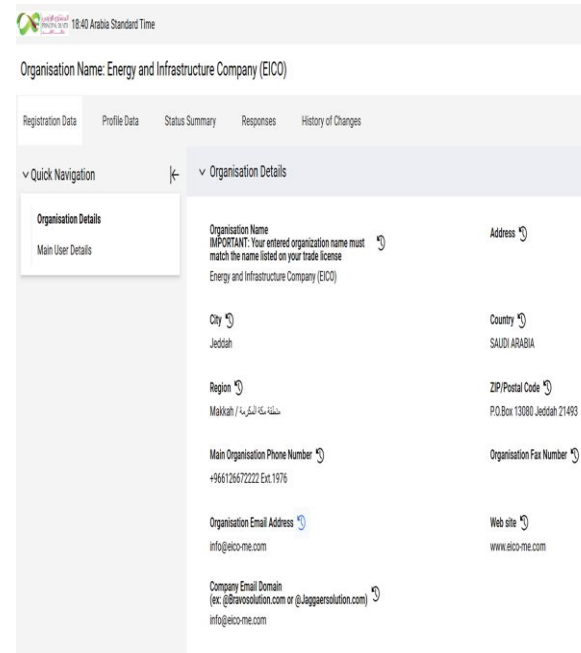 18:40 Arabia Standard Time
Organisation Name: Energy and Infrastructure Company (EICO)
Registration Data
Profile Data
Status Summary
Responses
History of Changes
Quick Navigation
Organisation Details
Main User Details
Organisation Details
Organisation Name
IMPORTANT: Your entered organization name must
match the name listed on your trade license
Energy and Infrastructure Company (EICO)
Address
City
Jeddah
Country
SAUDI ARABIA
Region
Makkah / منطقة مكة المكرمة
ZIP/Postal Code
P.O.Box 13080 Jeddah 21493
Main Organisation Phone Number
+966126672222 Ext.1976
Organisation Fax Number
Organisation Email Address
info@eico-me.com
Web site
www.eico-me.com
Company Email Domain
(ex: @Bravosolution.com or @Jaggaersolution.com)
info@eico-me.com